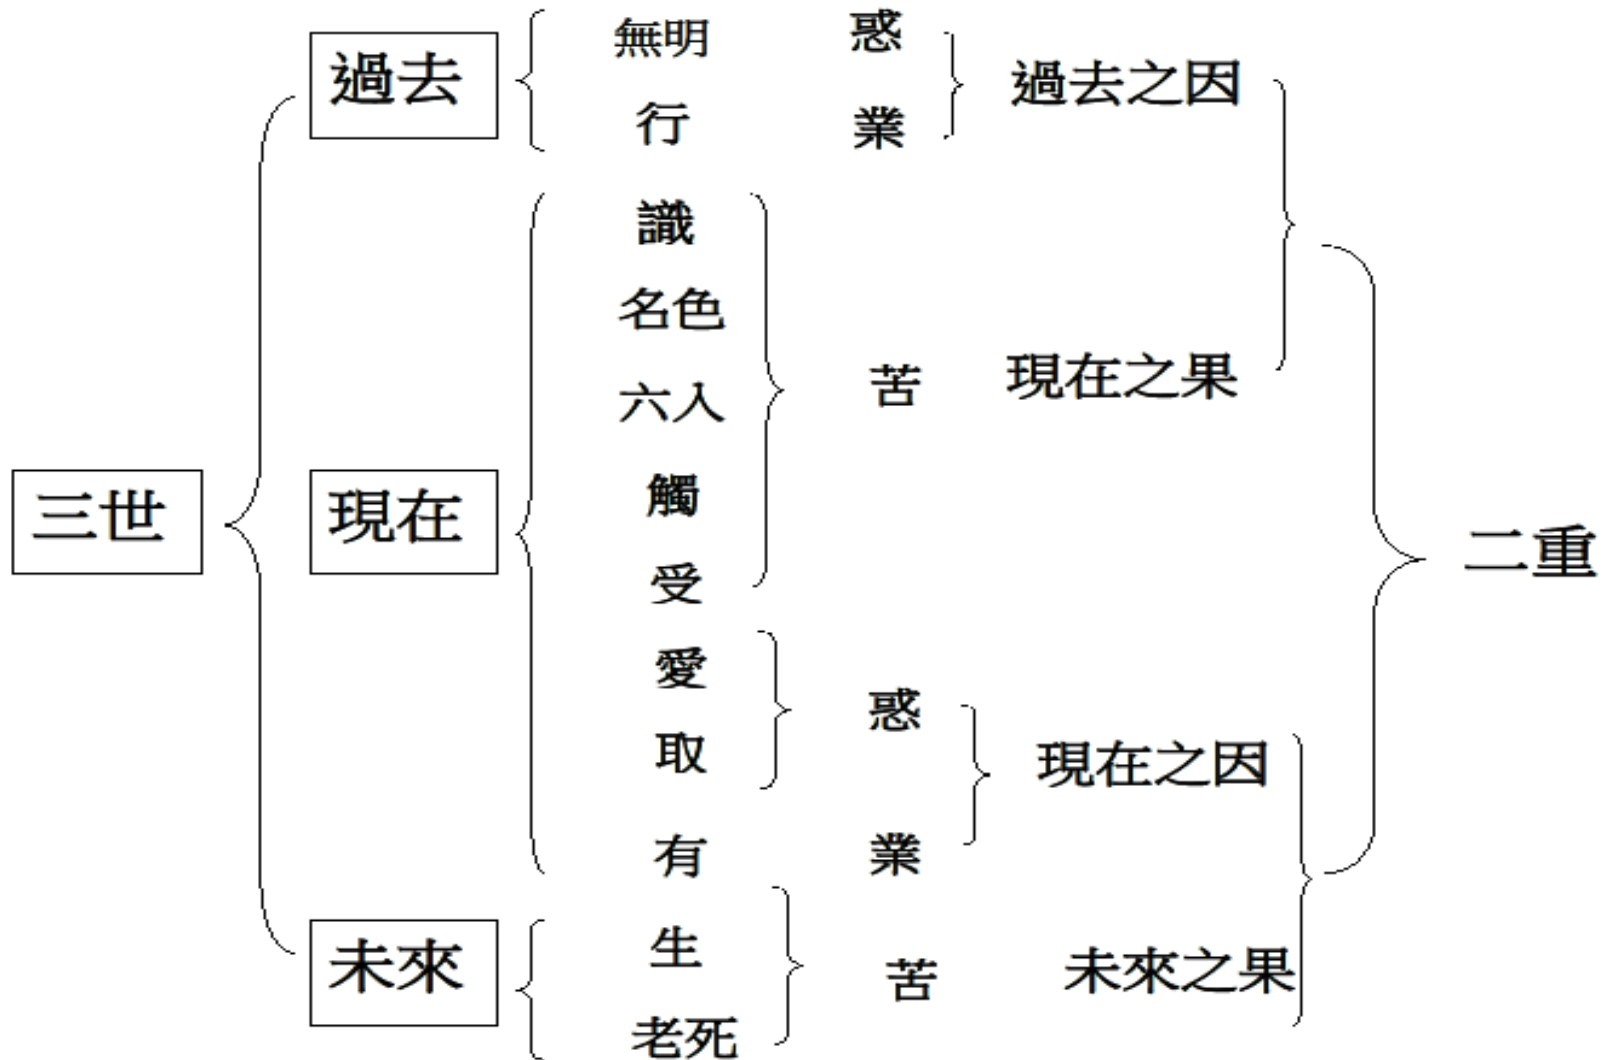 無明 惑
過去 過去之因
行 業
識
名色
六入 苦 現在之果
觸
三世 現在 二重
受
愛
惑
取 現在之因
有 業
生
未來 苦 未來之果
老死